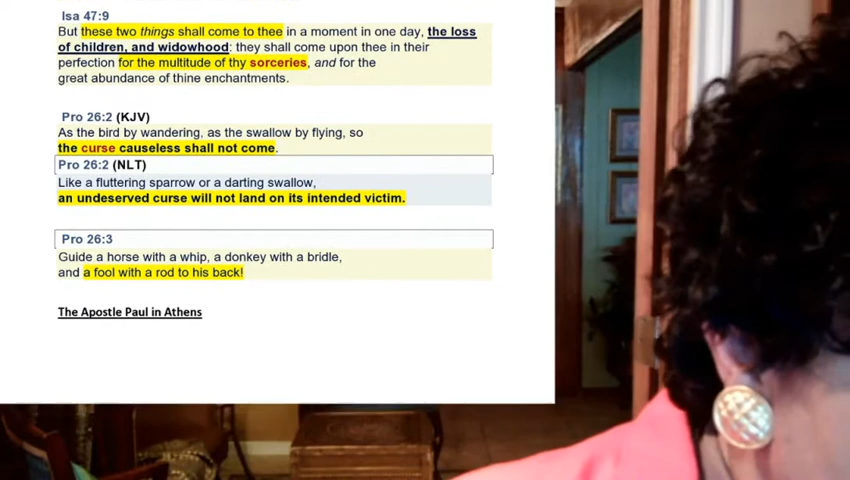 Isa 47:9
But these two things shall come to thee in a moment in one day, the loss
of children, and widowhood: they shall come upon thee in their
perfection for the multitude of thy sorceries, and for the
great abundance of thine enchantments.
Pro 26:2 (KJV)
As the bird by wandering, as the swallow by flying, so
the curse causeless shall not come.
Pro 26:2 (NLT)
Like a fluttering sparrow or a darting swallow,
an undeserved curse will not land on its intended victim.
Pro 26:3
Guide a horse with a whip, a donkey with a bridle,
and a fool with a rod to his back!
The Apostle Paul in Athens